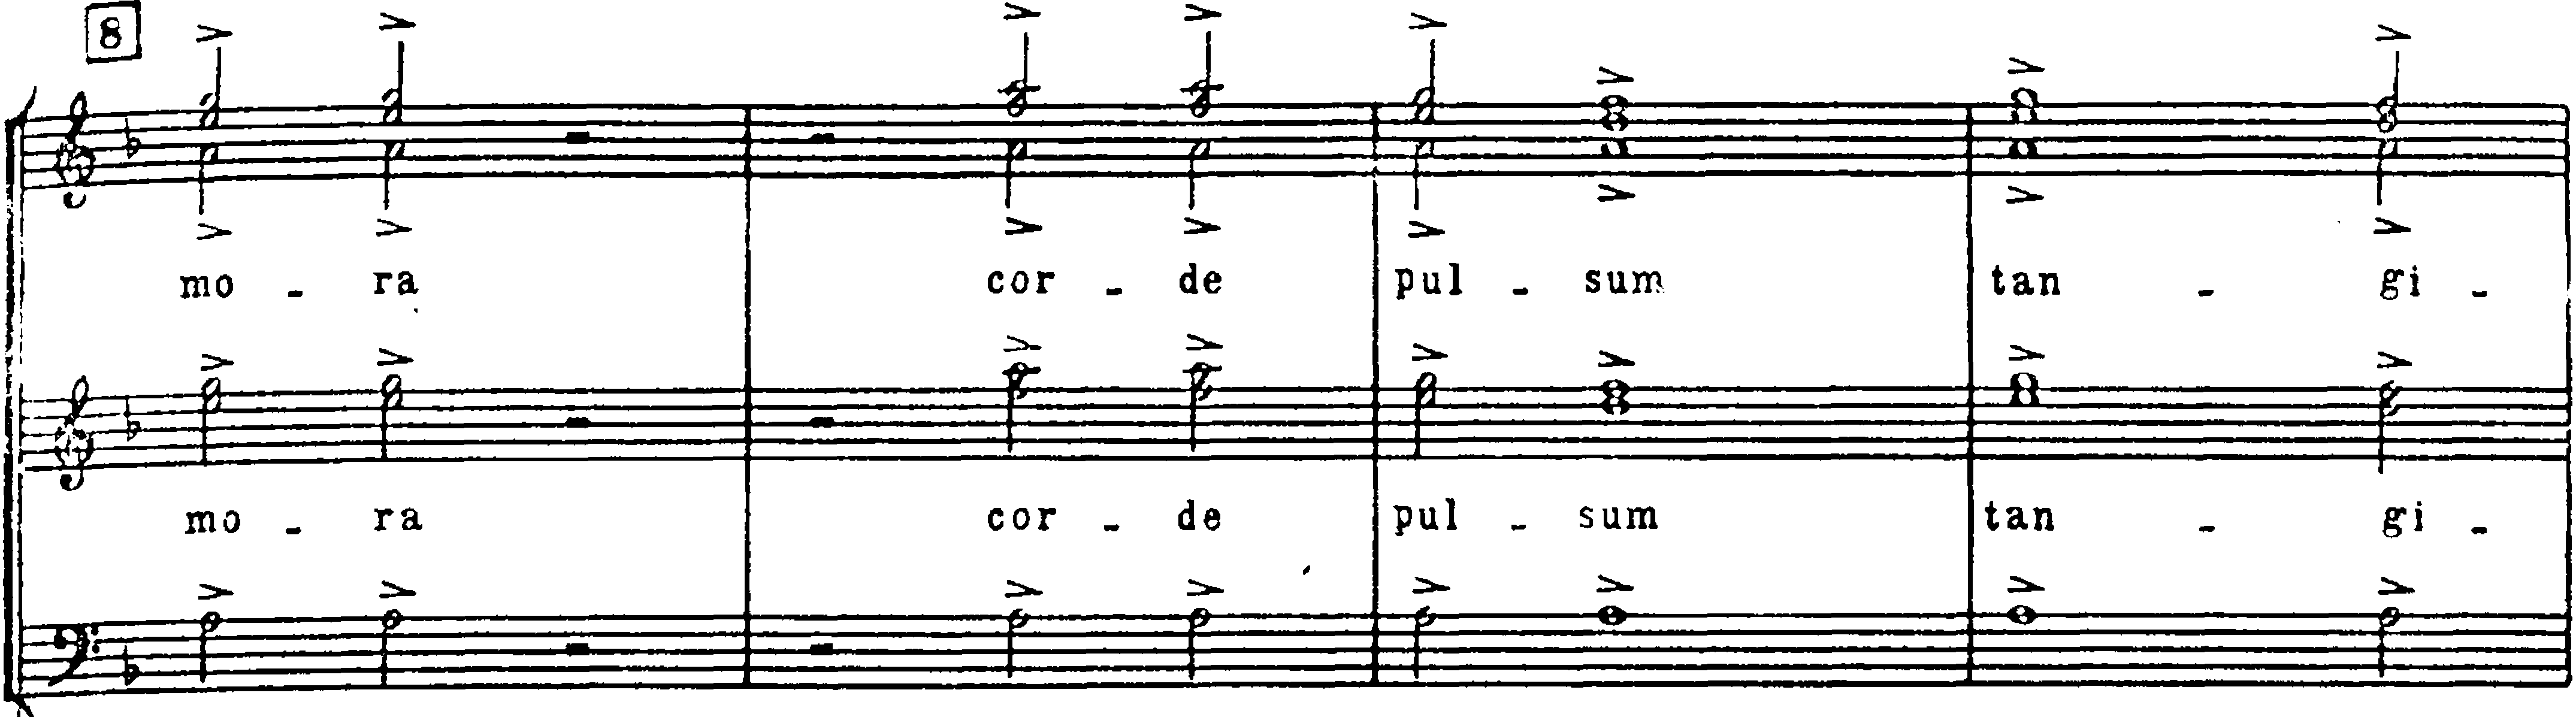 8
mo - ra cor - de pul - sum tan - gi -
mo - ra cor - de pul - sum tan - gi -